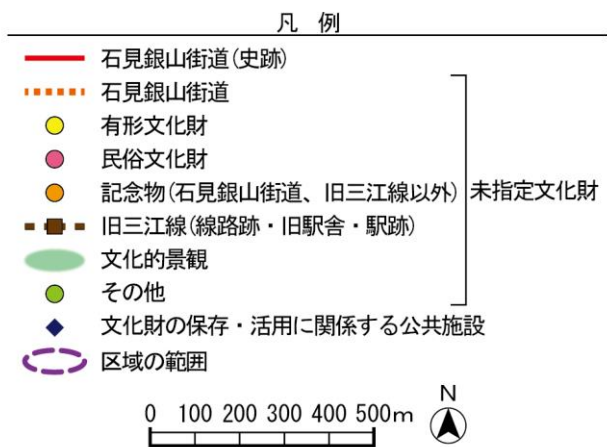 凡 例
石見銀山街道(史跡)
石見銀山街道
有形文化財
民俗文化財
記念物(石見銀山街道、旧三江線以外)
未指定文化財
旧三江線(線路跡・旧駅舎・駅跡)
文化的景観
その他
文化財の保存・活用に関係する公共施設
区域の範囲
N
0 100 200 300 400 500m